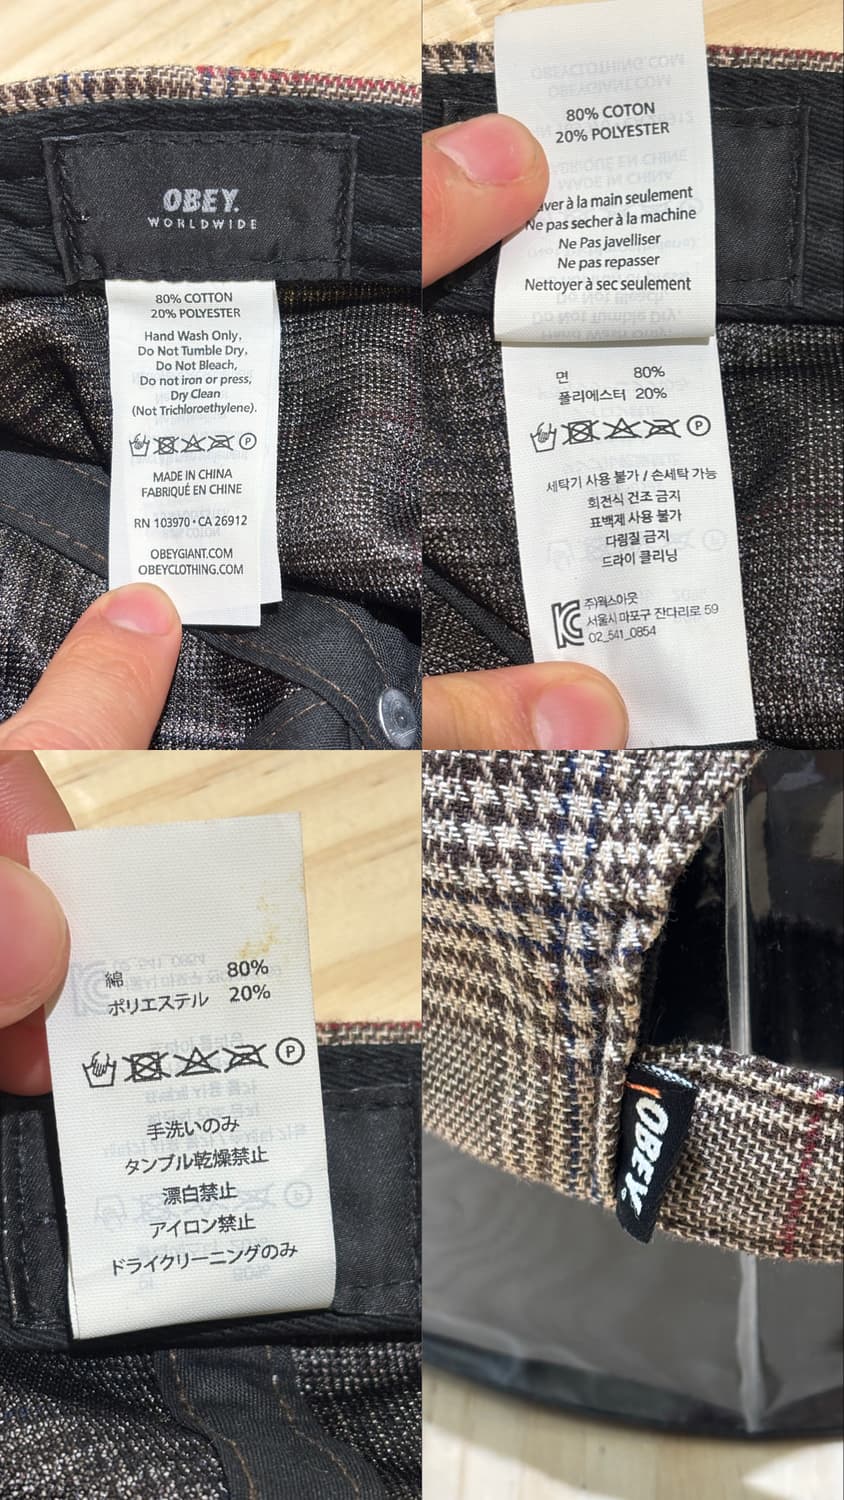 OBEY.
WORLDWIDE
80% COTTON
20% POLYESTER
Hand Wash Only,
Do Not Tumble Dry,
Do Not Bleach,
Do not iron or press,
Dry Clean
(Not Trichloroethylene).
P
MADE IN CHINA
FABRIQUÉ EN CHINE
RN 103970 • CA 26912
OBEYGIANT.COM
OBEYCLOTHING.COM
80% COTON
20% POLYESTER
à la main seulement
Ne pas secher à la machine
Ne Pas javelliser
Ne pas repasser
Nettoyer à sec seulement
면 80%
폴리에스터 20%
P
세탁기 사용 불가 / 손세탁 가능
회전식 건조 금지
표백제 사용 불가
다림질 금지
드라이 클리닝
KC ㈜웍스아웃
서울시 마포구 잔다리로 59
02_541_0854
綿 80%
ポリエステル 20%
P
手洗いのみ
タンブル乾燥禁止
漂白禁止
アイロン禁止
ドライクリーニングのみ
OBEY.